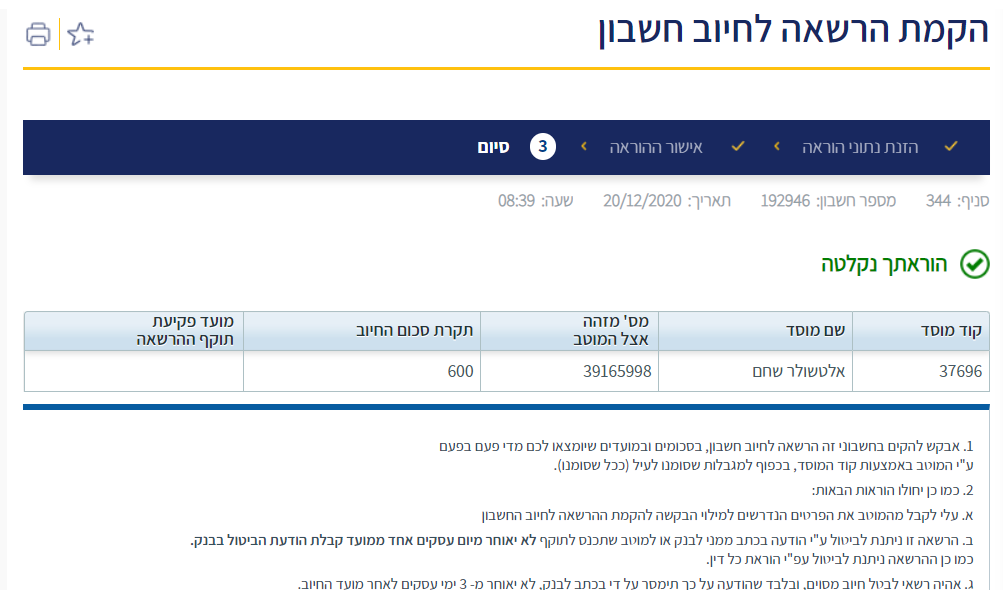 הקמת הרשאה לחיוב חשבון
הזנת נתוני הוראה
אישור ההוראה
3 סיום
סניף: 344 מספר חשבון: 192946 תאריך: 20/12/2020 שעה: 08:39
הוראתך נקלטה
קוד מוסד שם מוסד מס' מזהה אצל המוטב תקרת סכום החיוב מועד פקיעת תוקף ההרשאה
37696 אלטשולר שחם 39165998 600
1. אבקש להקים בחשבוני זה הרשאה לחיוב חשבון, בסכומים ובמועדים שיומצאו לכם מדי פעם בפעם
ע"י המוטב באמצעות קוד המוסד, בכפוף למגבלות שסומנו לעיל (ככל שסומנו).
2. כמו כן יחולו הוראות הבאות:
א. עלי לקבל מהמוטב את הפרטים הנדרשים למילוי הבקשה להקמת ההרשאה לחיוב החשבון
ב. הרשאה זו ניתנת לביטול ע"י הודעה בכתב ממני לבנק או למוטב שתכנס לתוקף לא יאוחר מיום עסקים אחד ממועד קבלת הודעת הביטול בבנק.
כמו כן ההרשאה ניתנת לביטול עפ"י הוראת כל דין.
ג. אהיה רשאי לבטל חיוב מסוים, ובלבד שהודעה על כך תימסר על ידי בכתב לבנק, לא יאוחר מ- 3 ימי עסקים לאחר מועד החיוב.